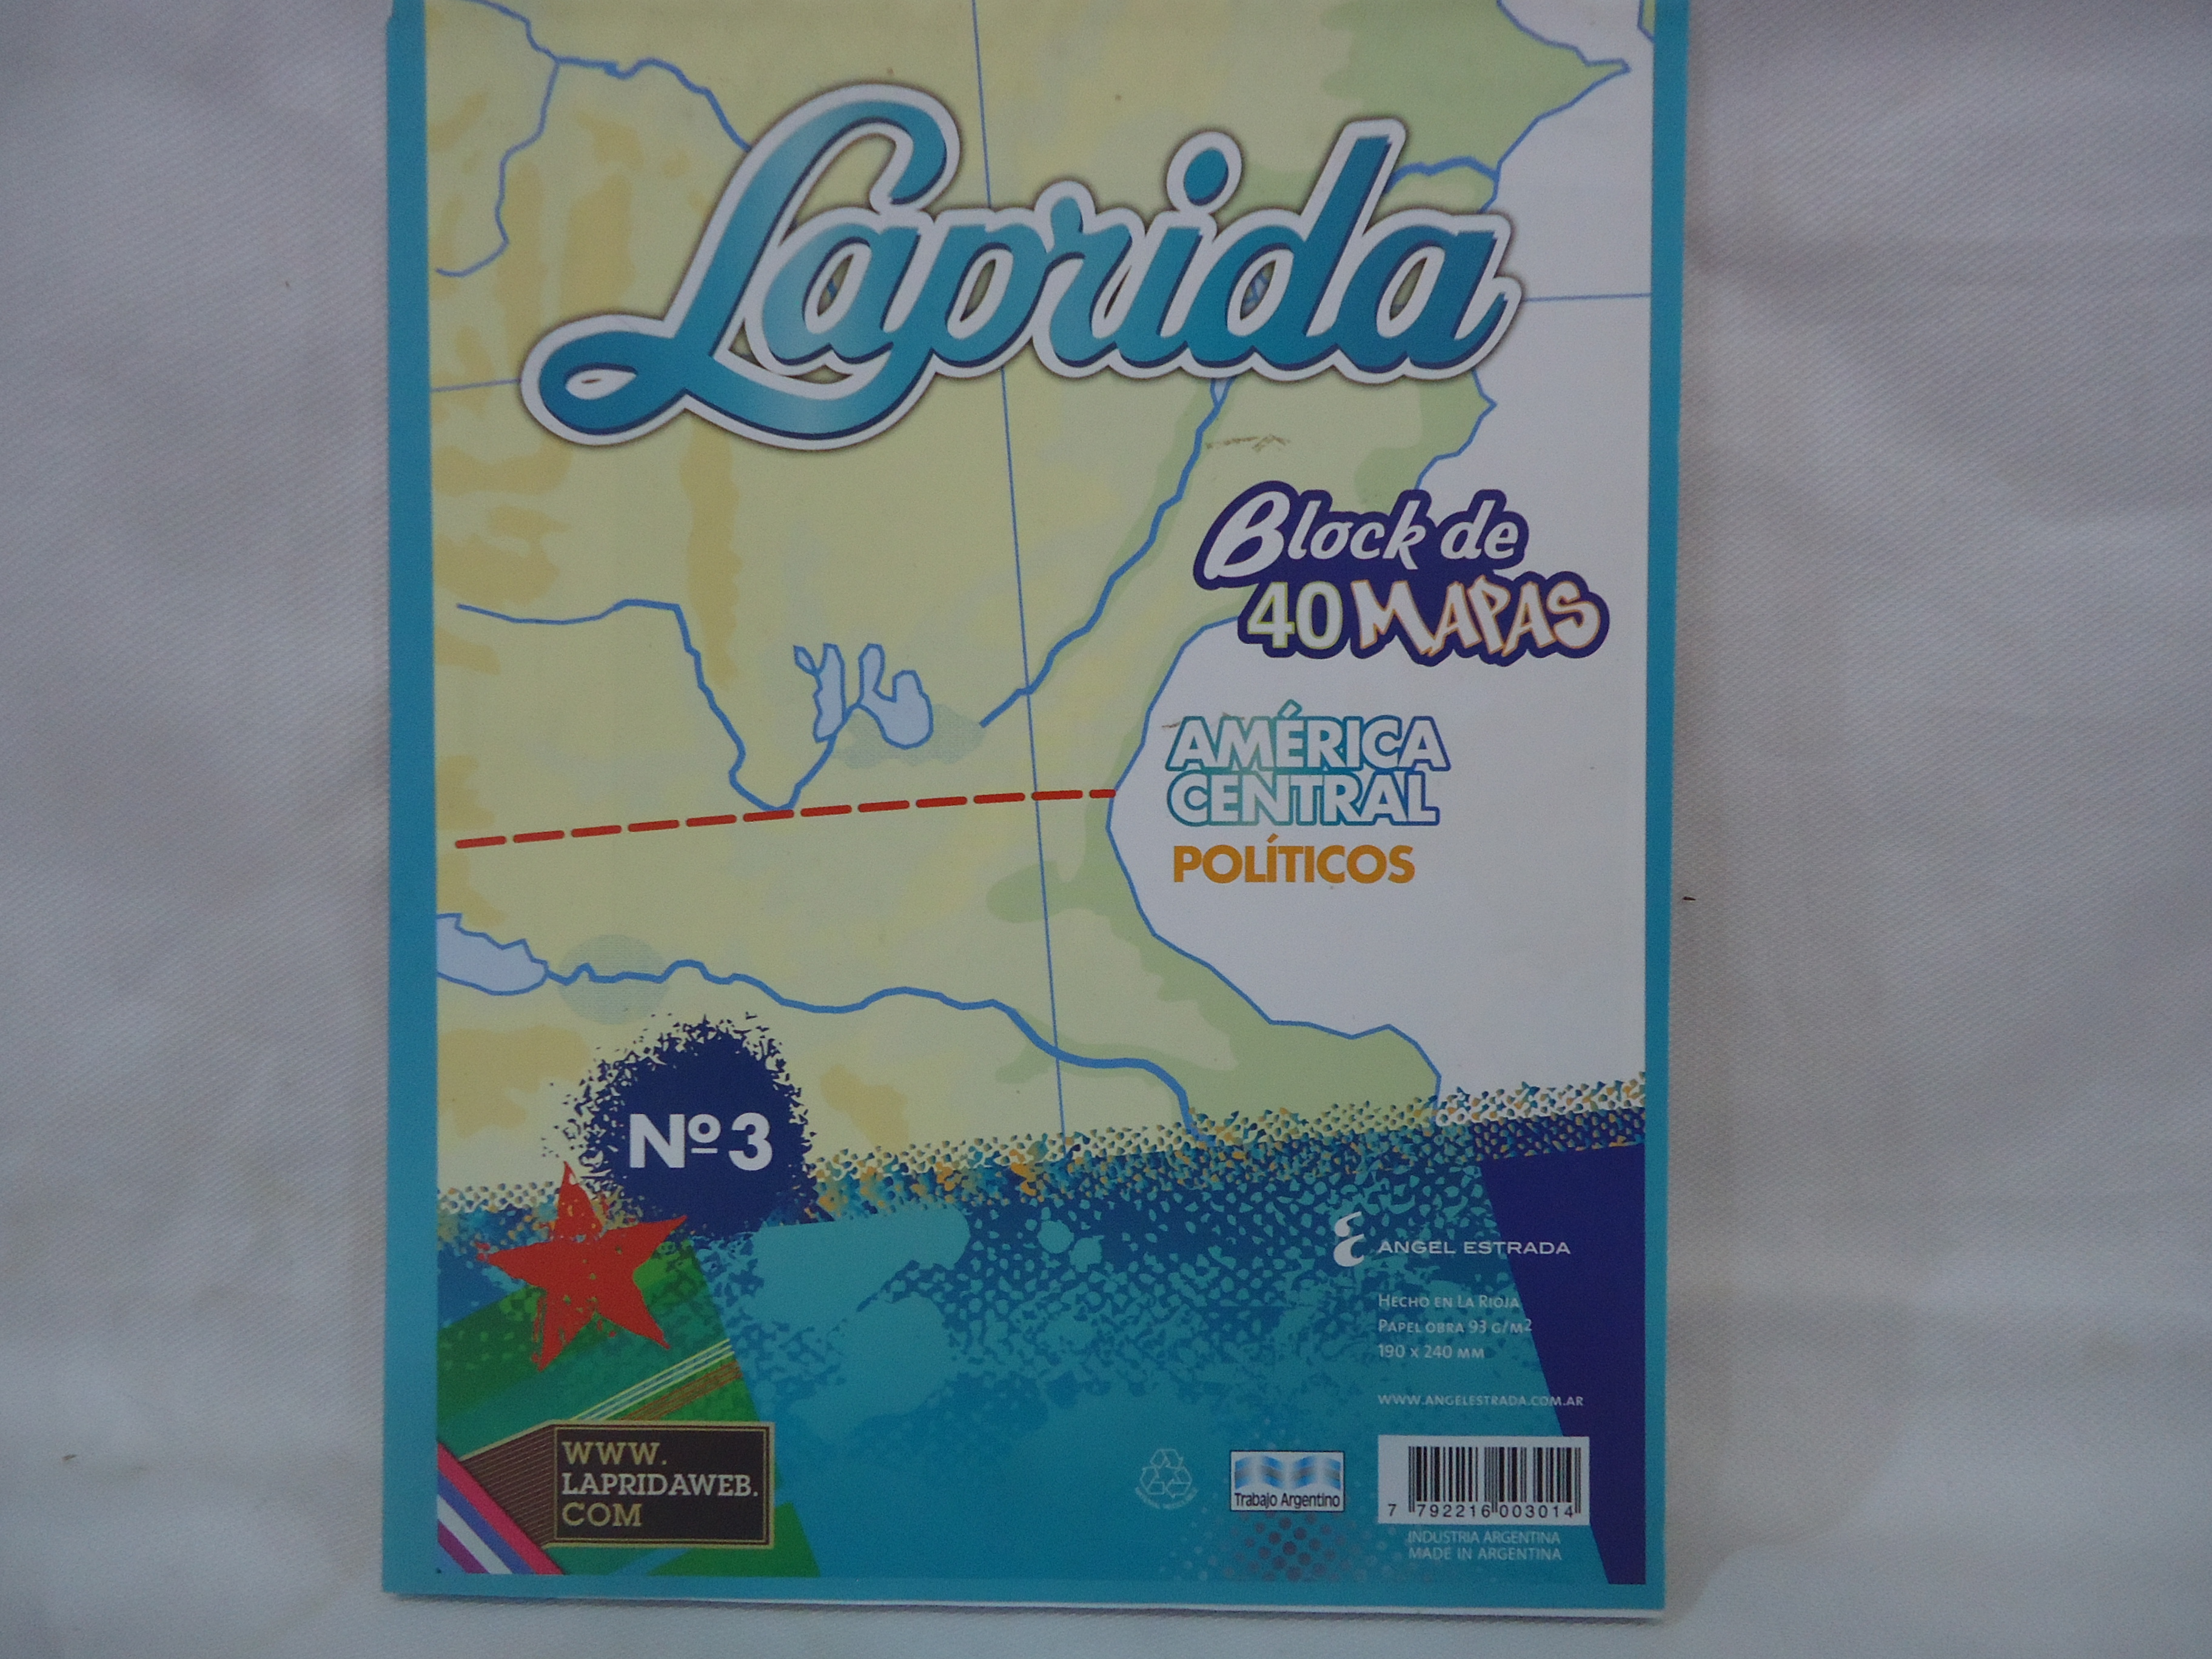 Laprida
Block de
40 MAPAS
AMÉRICA
CENTRAL
POLÍTICOS
Nº 3
ANGEL ESTRADA
HECHO EN LA RIOJA
PAPEL OBRA 93 G/M2
190 X 240 MM
WWW.ANGELESTRADA.COM.AR
WWW.
LAPRIDAWEB.
COM
Trabajo Argentino
7 792216 003014
INDUSTRIA ARGENTINA
MADE IN ARGENTINA